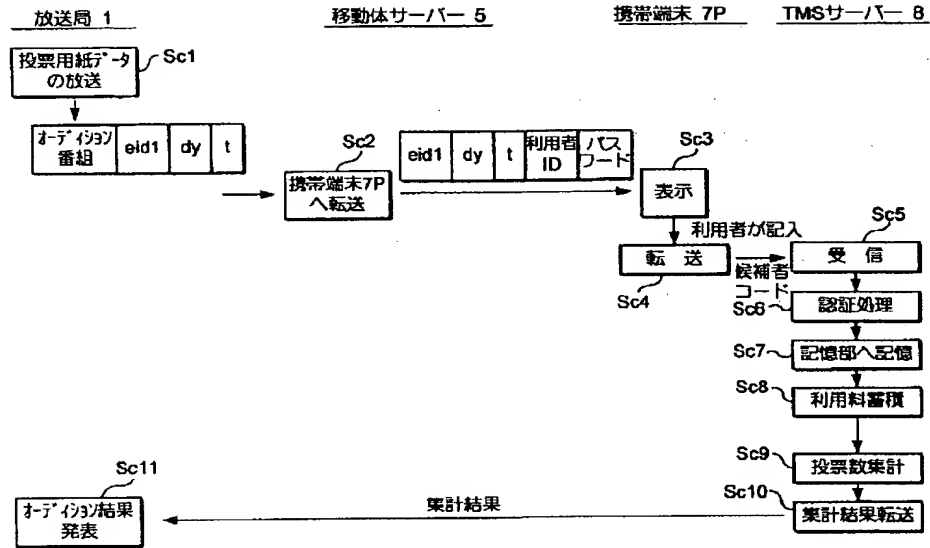 放送局 1
移動体サーバー 5
携帯端末 7P
TMSサーバー 8
投票用紙データ
の放送
Sc1
オーディション
番組
eid1
dy
t
Sc2
携帯端末7P
へ転送
eid1
dy
t
利用者
ID
パス
ワード
Sc3
表示
利用者が記入
転 送
Sc4
候補者
コード
Sc5
受 信
Sc6
認証処理
Sc7
記憶部へ記憶
Sc8
利用料蓄積
Sc9
投票数集計
Sc10
集計結果転送
集計結果
Sc11
オーディション結果
発表